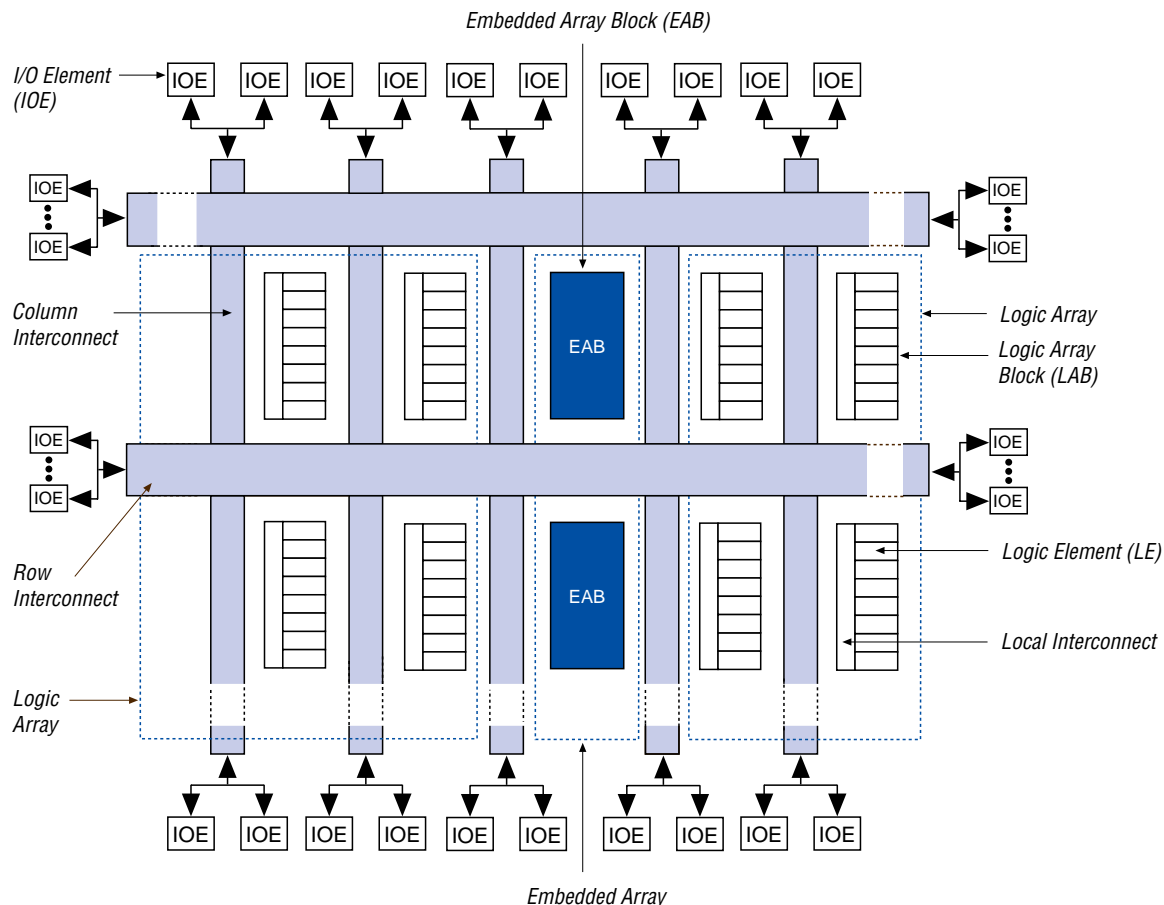 Embedded Array Block (EAB)
I/O Element
(IOE)
IOE IOE IOE IOE IOE IOE IOE IOE IOE IOE
IOE IOE
IOE IOE
Column
Interconnect
EAB
Logic Array
Logic Array
Block (LAB)
IOE IOE
IOE IOE
Row
Interconnect
EAB
Logic Element (LE)
Local Interconnect
Logic
Array
IOE IOE IOE IOE IOE IOE IOE IOE IOE IOE
Embedded Array